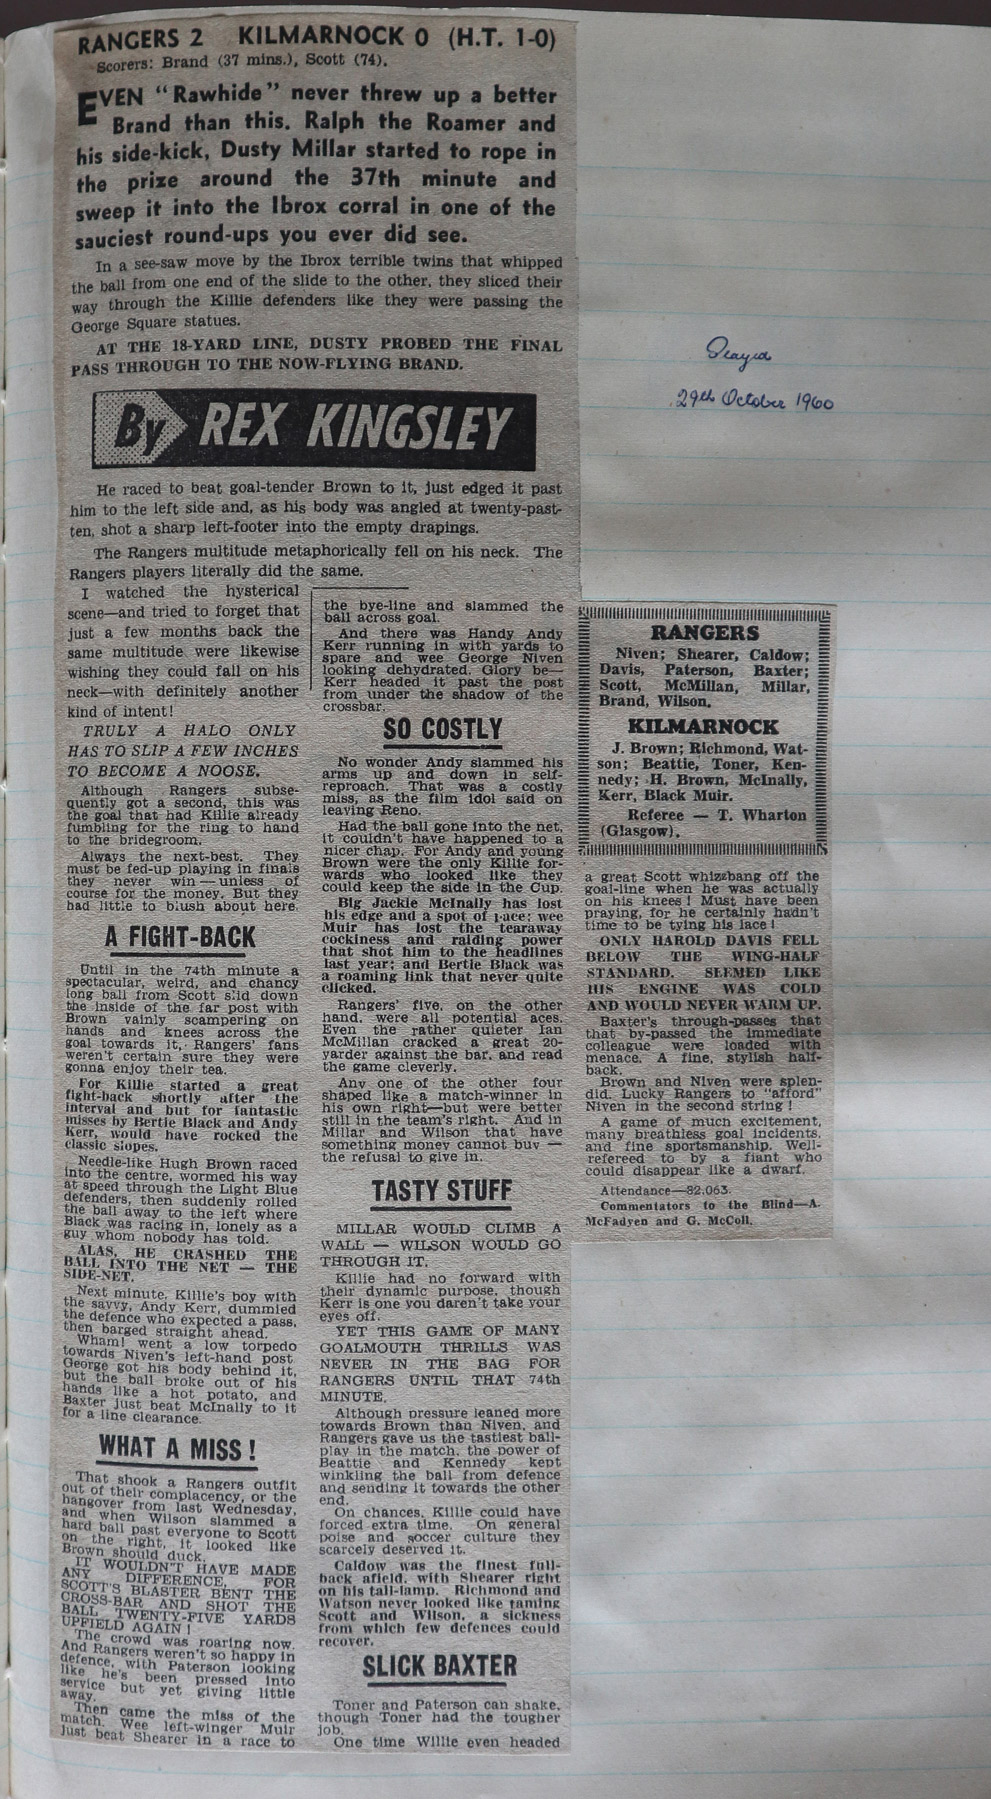 RANGERS 2 KILMARNOCK 0 (H.T. 1-0)
Scorers: Brand (37 mins.), Scott (74).
EVEN "Rawhide" never threw up a better
Brand than this. Ralph the Roamer and
his side-kick, Dusty Millar started to rope in
the prize around the 37th minute and
sweep it into the Ibrox corral in one of the
sauciest round-ups you ever did see.
In a see-saw move by the Ibrox terrible twins that whipped
the ball from one end of the slide to the other, they sliced their
way through the Killie defenders like they were passing the
George Square statues.
AT THE 18-YARD LINE, DUSTY PROBED THE FINAL
PASS THROUGH TO THE NOW-FLYING BRAND.
By REX KINGSLEY
He raced to beat goal-tender Brown to it, just edged it past
him to the left side and, as his body was angled at twenty-past-
ten, shot a sharp left-footer into the empty drapings.
The Rangers multitude metaphorically fell on his neck. The
Rangers players literally did the same.
I watched the hysterical
scene—and tried to forget that
just a few months back the
same multitude were likewise
wishing they could fall on his
neck—with definitely another
kind of intent!
TRULY A HALO ONLY
HAS TO SLIP A FEW INCHES
TO BECOME A NOOSE.
Although Rangers subse-
quently got a second, this was
the goal that had Killie already
fumbling for the ring to hand
to the bridegroom.
Always the next-best. They
must be fed-up playing in finals
they never win—unless of
course for the money. But they
had little to blush about here.
A FIGHT-BACK
Until in the 74th minute a
spectacular, weird, and chancy
long ball from Scott slid down
the inside of the far post with
Brown vainly scampering on
hands and knees across the
goal towards it, Rangers' fans
weren't certain sure they were
gonna enjoy their tea.
For Killie started a great
fight-back shortly after the
interval and but for fantastic
misses by Bertie Black and Andy
Kerr, would have rocked the
classic slopes.
Needle-like Hugh Brown raced
into the centre, wormed his way
at speed through the Light Blue
defenders, then suddenly rolled
the ball away to the left where
Black was racing in, lonely as a
guy whom nobody has told.
ALAS, HE CRASHED THE
BALL INTO THE NET — THE
SIDE-NET.
Next minute, Killie's boy with
the savvy, Andy Kerr, dummied
the defence who expected a pass,
then barged straight ahead.
Wham! went a low torpedo
towards Niven's left-hand post
George got his body behind it,
but the ball broke out of his
hands like a hot potato, and
Baxter just beat McInally to it
for a line clearance.
WHAT A MISS!
That shook a Rangers outfit
out of their complacency, or the
hangover from last Wednesday,
and when Wilson slammed a
hard ball past everyone to Scott
on the right, it looked like
Brown should duck.
IT WOULDN'T HAVE MADE
ANY DIFFERENCE, FOR
SCOTT'S BLASTER BENT THE
CROSS-BAR AND SHOT THE
BALL TWENTY-FIVE YARDS
UPFIELD AGAIN!
The crowd was roaring now.
And Rangers weren't so happy in
defence, with Paterson looking
like he's been pressed into
service but yet giving little
away.
Then came the miss of the
match. Wee left-winger Muir
just beat Shearer in a race to
the bye-line and slammed the
ball across goal.
And there was Handy Andy
Kerr running in with yards to
spare and wee George Niven
looking dehydrated. Glory be—
Kerr headed it past the post
from under the shadow of the
crossbar.
SO COSTLY
No wonder Andy slammed his
arms up and down in self-
reproach. That was a costly
miss, as the film idol said on
leaving Reno.
Had the ball gone into the net,
it couldn't have happened to a
nicer chap. For Andy and young
Brown were the only Killie for-
wards who looked like they
could keep the side in the Cup.
Big Jackie McInally has lost
his edge and a spot of pace; wee
Muir has lost the tearaway
cockiness and raiding power
that shot him to the headlines
last year; and Bertie Black was
a roaming link that never quite
clicked.
Rangers' five, on the other
hand, were all potential aces.
Even the rather quieter Ian
McMillan cracked a great 20-
yarder against the bar, and read
the game cleverly.
Any one of the other four
shaped like a match-winner in
his own right—but were better
still in the team's right. And in
Millar and Wilson that have
something money cannot buy —
the refusal to give in.
TASTY STUFF
MILLAR WOULD CLIMB A
WALL — WILSON WOULD GO
THROUGH IT.
Killie had no forward with
their dynamic purpose, though
Kerr is one you daren't take your
eyes off.
YET THIS GAME OF MANY
GOALMOUTH THRILLS WAS
NEVER IN THE BAG FOR
RANGERS UNTIL THAT 74th
MINUTE.
Although pressure leaned more
towards Brown than Niven, and
Rangers gave us the tastiest ball-
play in the match, the power of
Beattie and Kennedy kept
winkling the ball from defence
and sending it towards the other
end.
On chances, Killie could have
forced extra time. On general
poise and soccer culture they
scarcely deserved it.
Caldow was the finest full-
back afield, with Shearer right
on his tail-lamp. Richmond and
Watson never looked like taming
Scott and Wilson, a sickness
from which few defences could
recover.
SLICK BAXTER
Toner and Paterson can shake,
though Toner had the tougher
job.
One time Willie even headed
RANGERS
Niven; Shearer, Caldow;
Davis, Paterson, Baxter;
Scott, McMillan, Millar,
Brand, Wilson.
KILMARNOCK
J. Brown; Richmond, Wat-
son; Beattie, Toner, Ken-
nedy; H. Brown, McInally,
Kerr, Black Muir.
Referee — T. Wharton
(Glasgow).
a great Scott whizzbang off the
goal-line when he was actually
on his knees! Must have been
praying, for he certainly hadn't
time to be tying his lace!
ONLY HAROLD DAVIS FELL
BELOW THE WING-HALF
STANDARD. SEEMED LIKE
HIS ENGINE WAS COLD
AND WOULD NEVER WARM UP.
Baxter's through-passes that
that by-passed the immediate
colleague were loaded with
menace. A fine, stylish half-
back.
Brown and Niven were splen-
did. Lucky Rangers to "afford"
Niven in the second string!
A game of much excitement,
many breathless goal incidents,
and fine sportsmanship. Well-
refereed to by a fiant who
could disappear like a dwarf.
Attendance—82,063.
Commentators to the Blind—A.
McFadyen and G. McColl.
29th October 1960